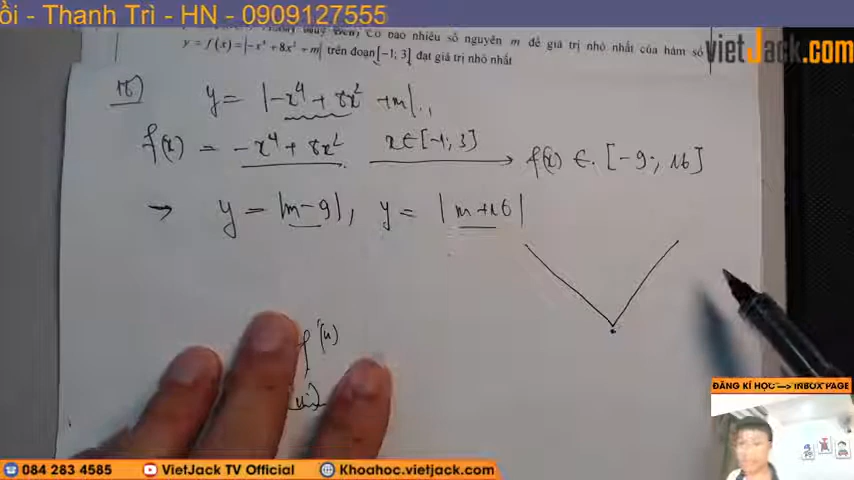 ồi - Thanh Trì - HN - 0909127555
Có bao nhiêu số nguyên m để giá trị nhỏ nhất của hàm số
y = f(x) = |-x⁴ + 8x² + m| trên đoạn [-1; 3] đạt giá trị nhỏ nhất
vietJack.com
18)
y = |-x⁴ + 8x² + m|
f(x) = -x⁴ + 8x² x ∈ [-1; 3] f(x) ∈ [-9; 16]
→ y = |m-9|, y = |m+16|
ĐĂNG KÍ HỌC ---> INBOX PAGE
084 283 4585 VietJack TV Official Khoahoc.vietjack.com